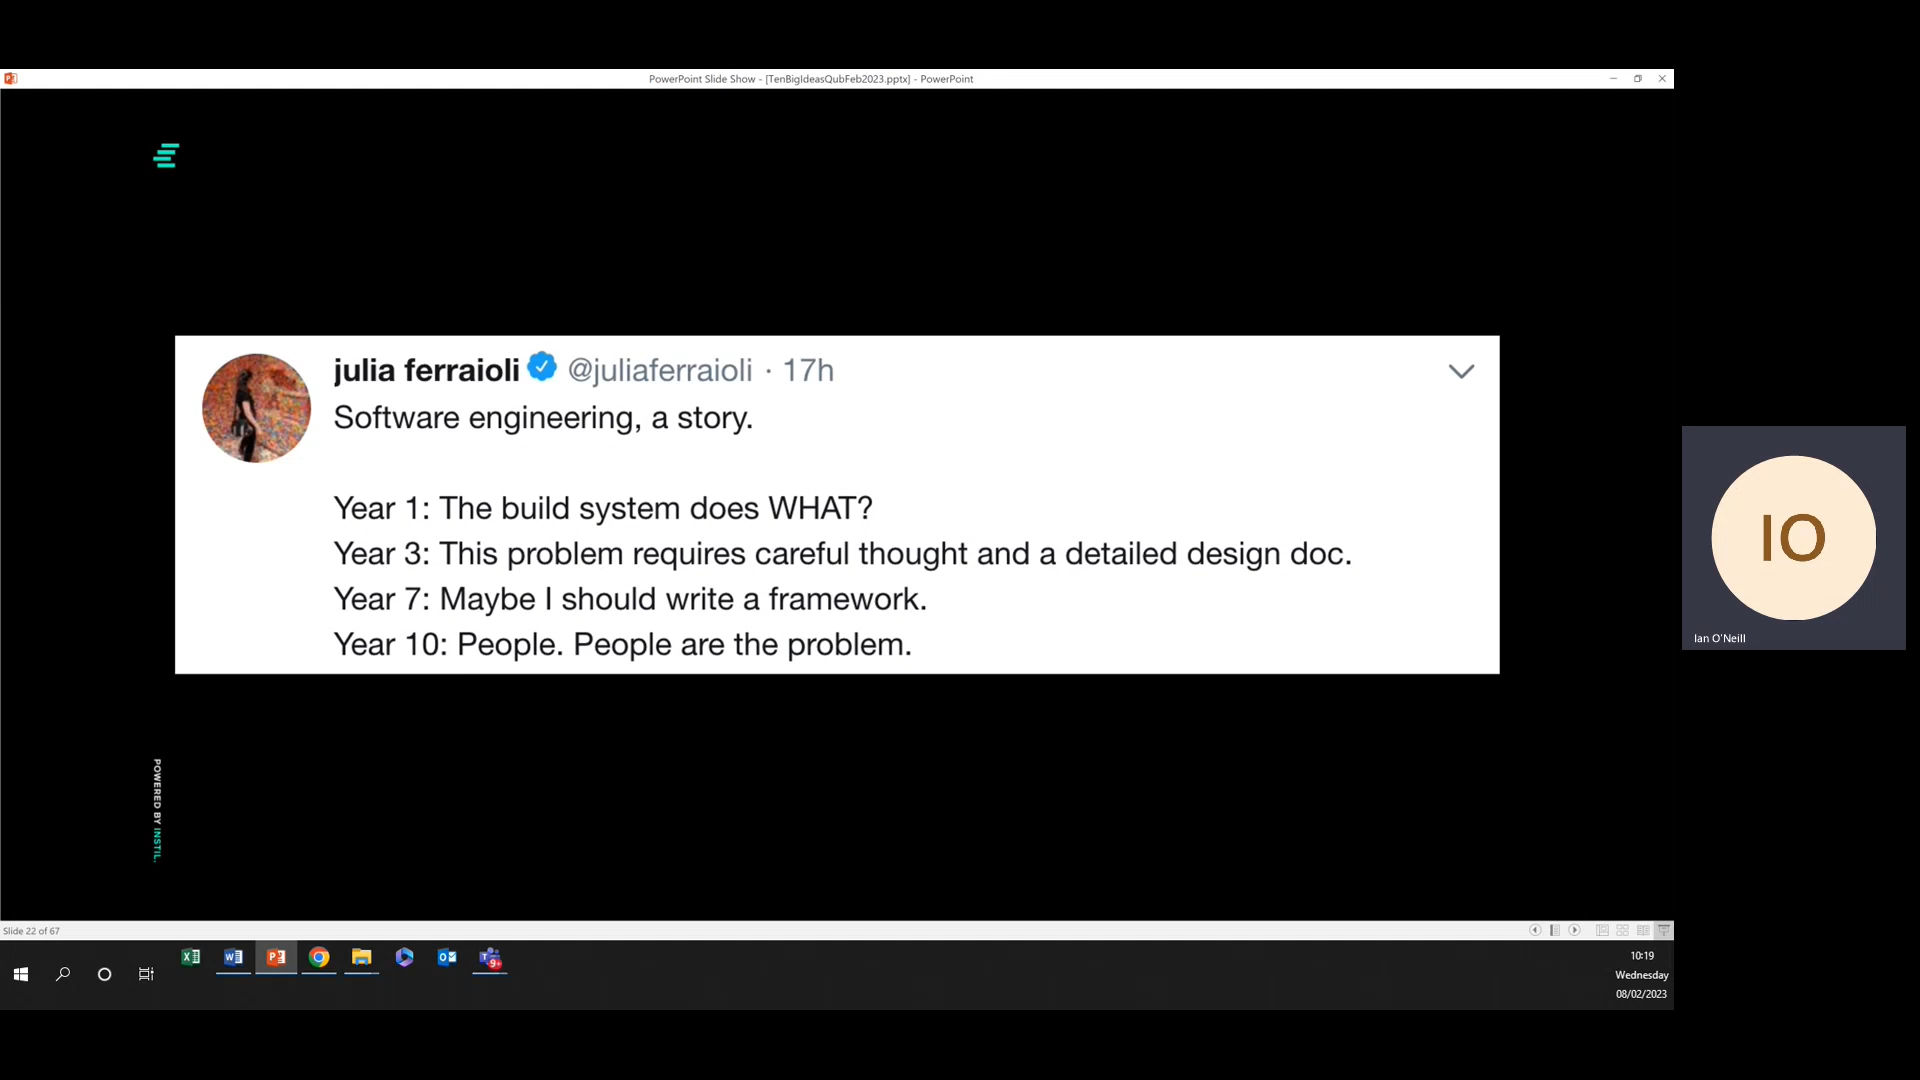 PowerPoint Slide Show - [TenBigIdeasQubFeb2023.pptx] - PowerPoint
julia ferraioli @juliaferraioli · 17h
Software engineering, a story.
Year 1: The build system does WHAT?
Year 3: This problem requires careful thought and a detailed design doc.
Year 7: Maybe I should write a framework.
Year 10: People. People are the problem.
IO
Ian O'Neill
POWERED BY INSTIL.
Slide 22 of 67
9+
10:19
Wednesday
08/02/2023